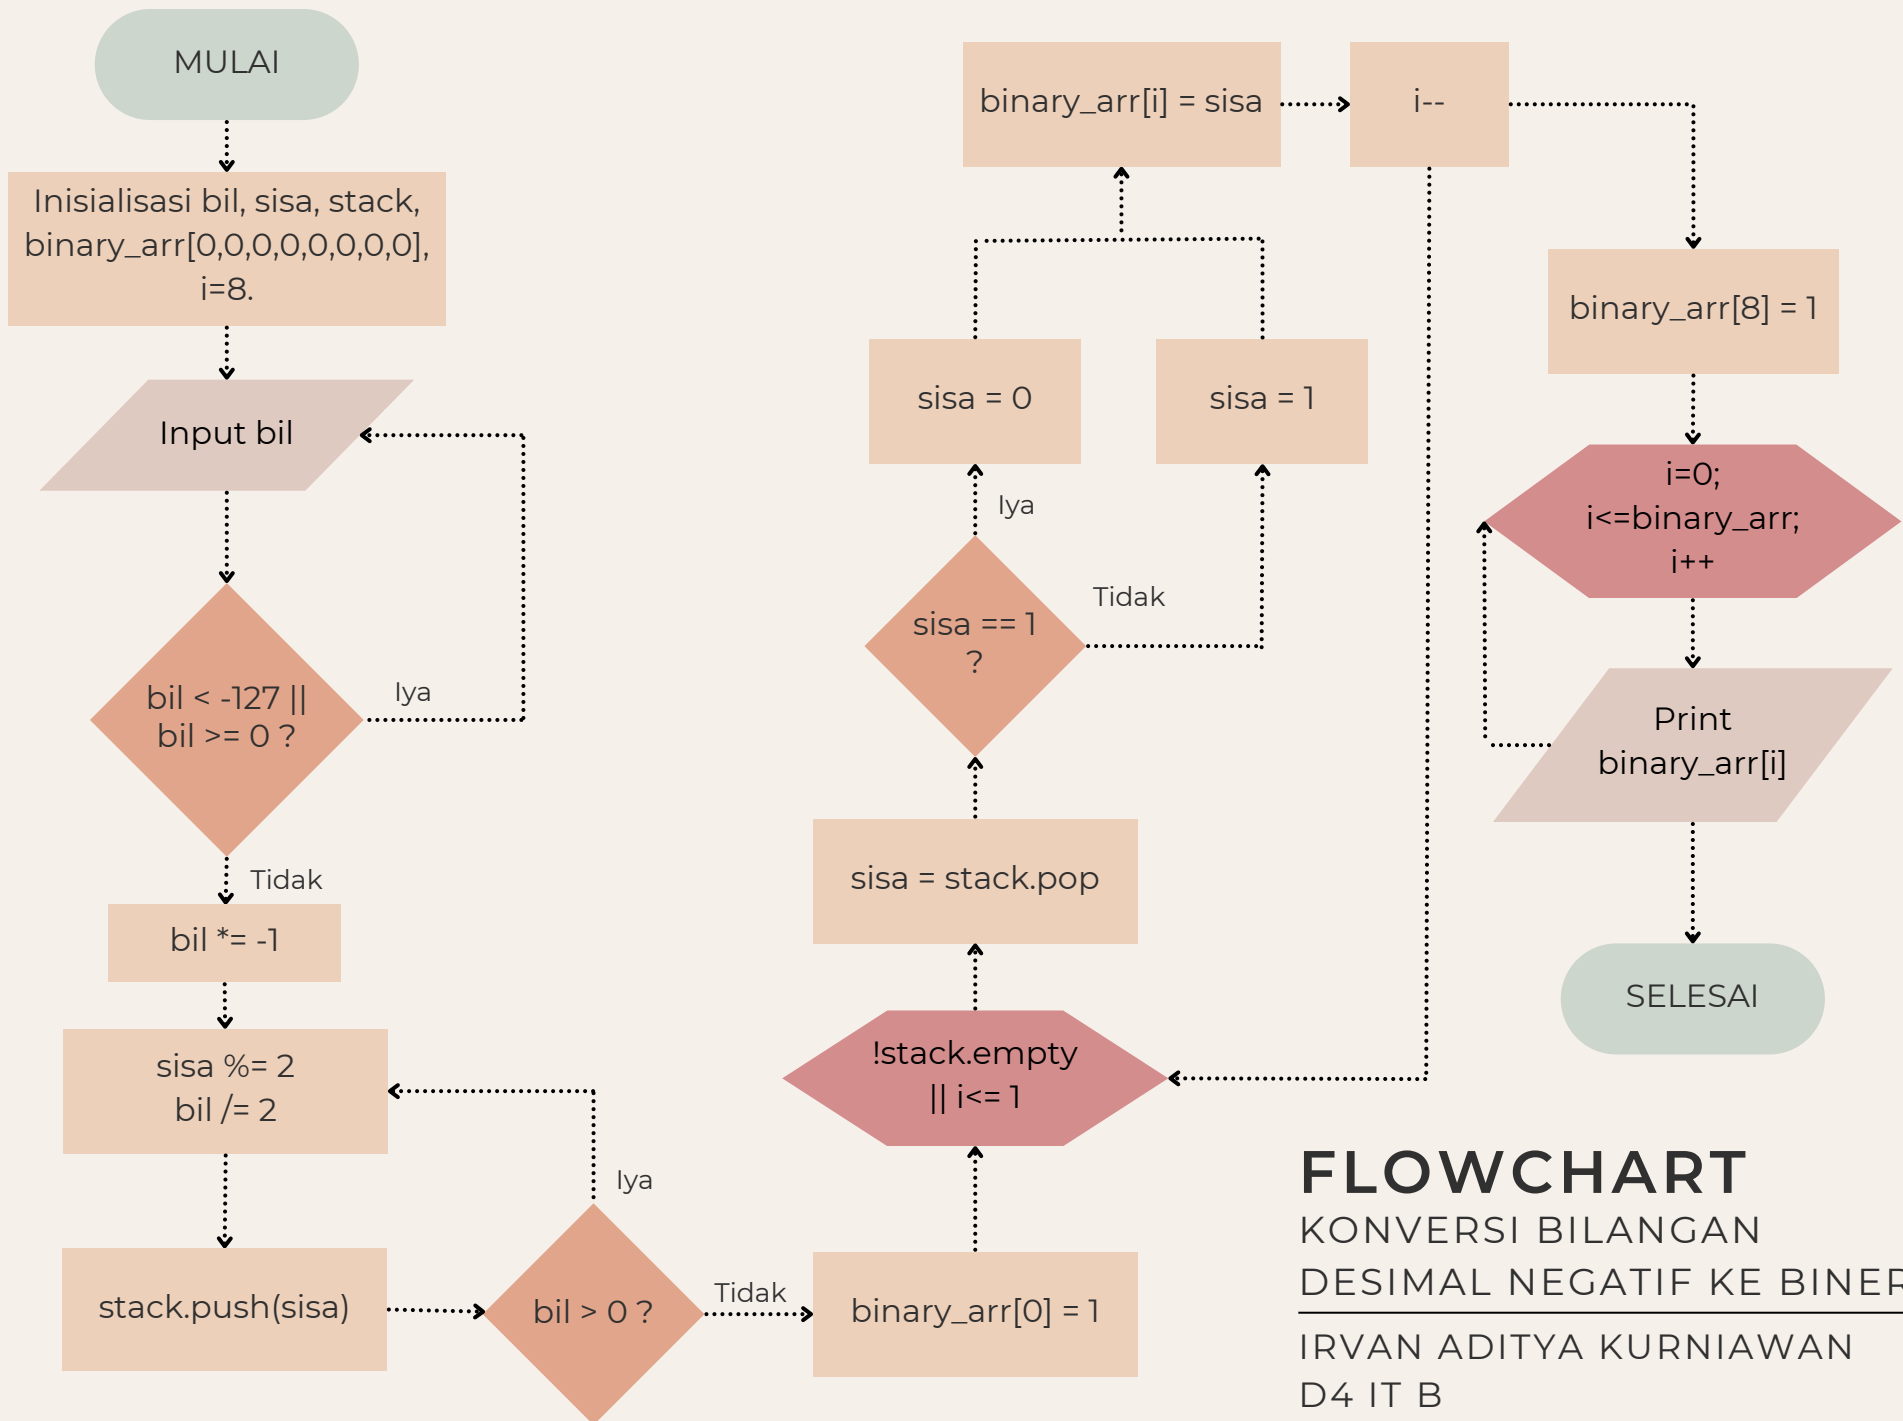 MULAI
Inisialisasi bil, sisa, stack,
binary_arr[0,0,0,0,0,0,0,0],
i=8.
Input bil
bil < -127 ||
bil >= 0 ?
Iya
Tidak
bil *= -1
sisa %= 2
bil /= 2
stack.push(sisa)
bil > 0 ?
Iya
Tidak
binary_arr[0] = 1
!stack.empty
|| i<= 1
sisa = stack.pop
sisa == 1
?
Iya
Tidak
sisa = 0
sisa = 1
binary_arr[i] = sisa
i--
binary_arr[8] = 1
i=0;
i<=binary_arr;
i++
Print
binary_arr[i]
SELESAI
FLOWCHART
KONVERSI BILANGAN
DESIMAL NEGATIF KE BINER
IRVAN ADITYA KURNIAWAN
D4 IT B